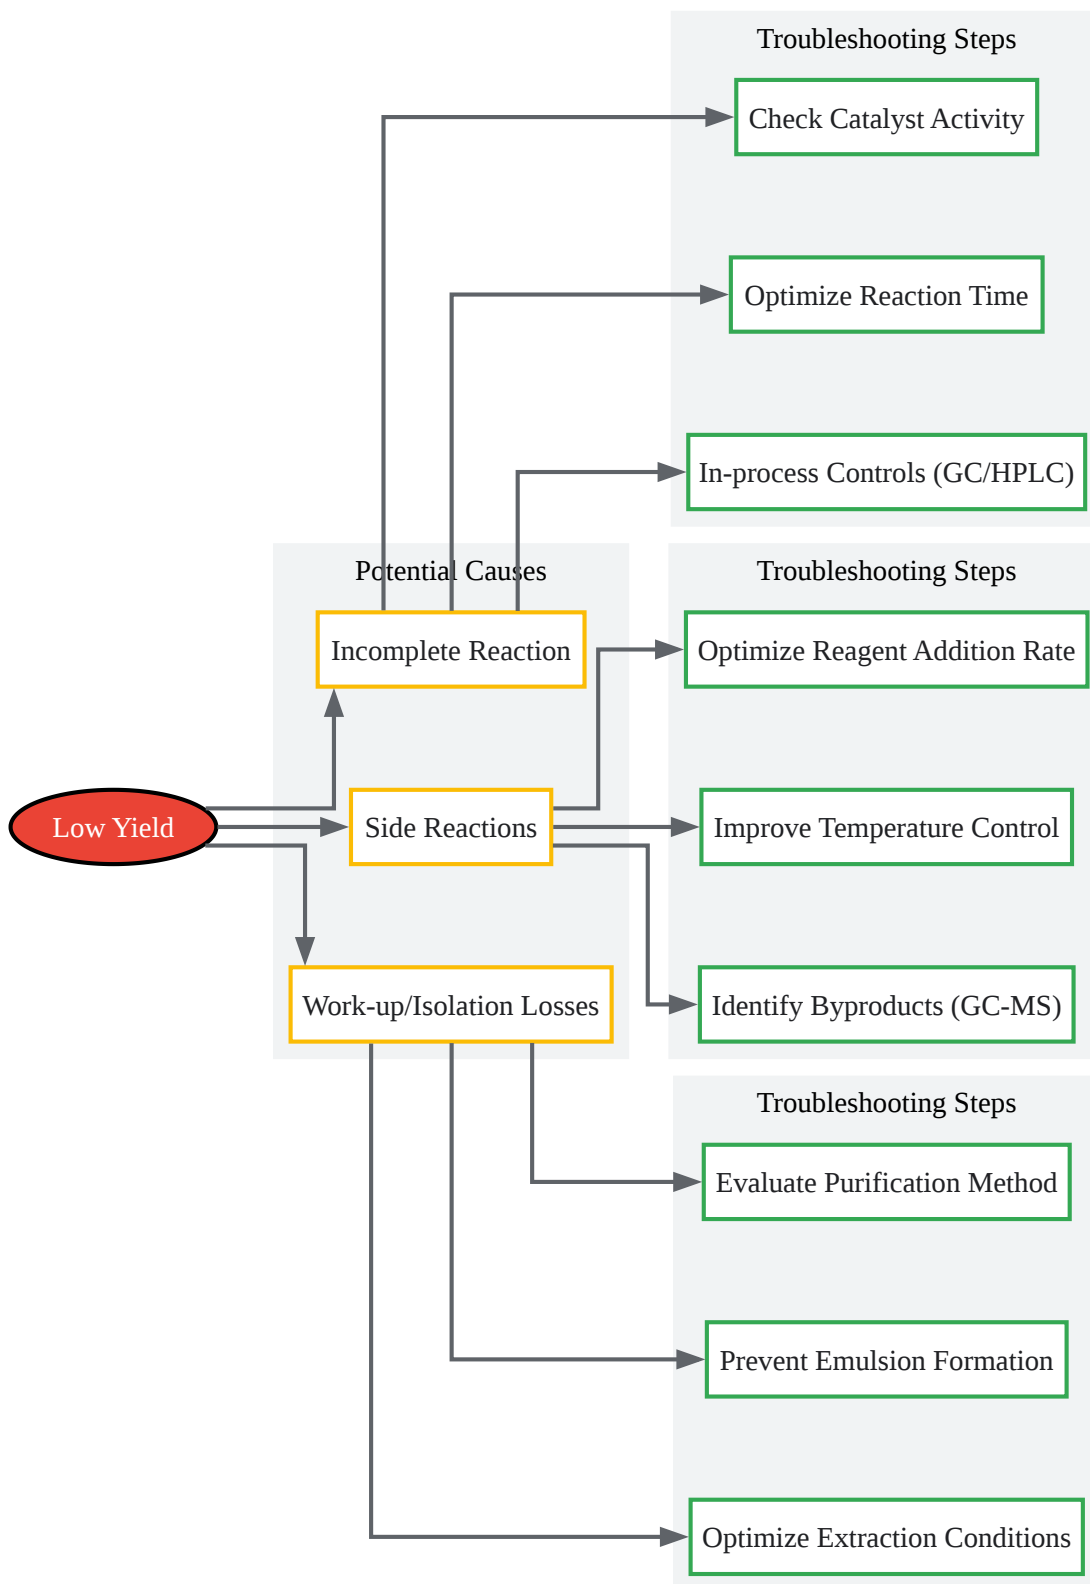 Troubleshooting Steps
Check Catalyst Activity
Optimize Reaction Time
In-process Controls (GC/HPLC)
Potential Causes
Incomplete Reaction
Side Reactions
Work-up/Isolation Losses
Low Yield
Troubleshooting Steps
Optimize Reagent Addition Rate
Improve Temperature Control
Identify Byproducts (GC-MS)
Troubleshooting Steps
Evaluate Purification Method
Prevent Emulsion Formation
Optimize Extraction Conditions